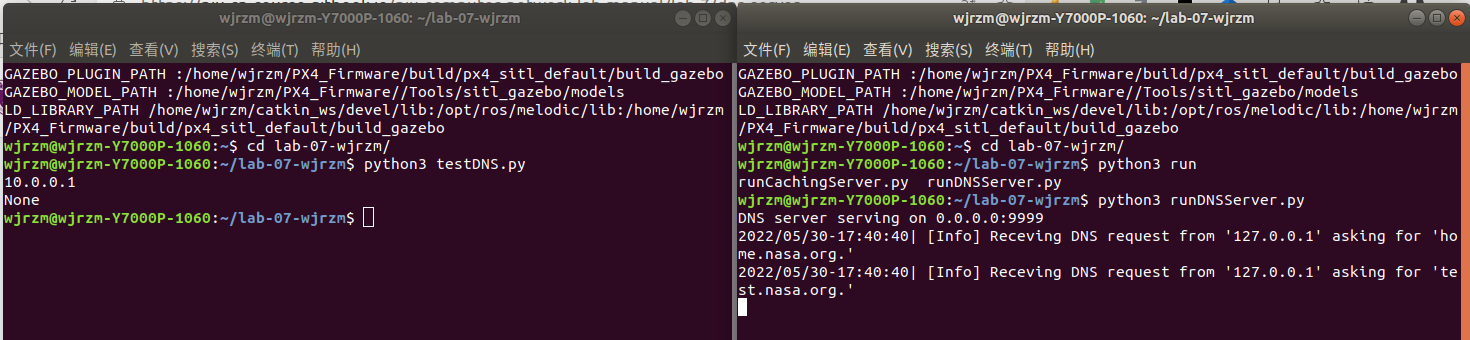 wjrzm@wjrzm-Y7000P-1060: ~/lab-07-wjrzm
文件(F) 编辑(E) 查看(V) 搜索(S) 终端(T) 帮助(H)
GAZEBO_PLUGIN_PATH :/home/wjrzm/PX4_Firmware/build/px4_sitl_default/build_gazebo
GAZEBO_MODEL_PATH :/home/wjrzm/PX4_Firmware//Tools/sitl_gazebo/models
LD_LIBRARY_PATH /home/wjrzm/catkin_ws/devel/lib:/opt/ros/melodic/lib:/home/wjrzm
/PX4_Firmware/build/px4_sitl_default/build_gazebo
wjrzm@wjrzm-Y7000P-1060:~$ cd lab-07-wjrzm/
wjrzm@wjrzm-Y7000P-1060:~/lab-07-wjrzm$ python3 testDNS.py
10.0.0.1
None
wjrzm@wjrzm-Y7000P-1060:~/lab-07-wjrzm$
wjrzm@wjrzm-Y7000P-1060: ~/lab-07-wjrzm
文件(F) 编辑(E) 查看(V) 搜索(S) 终端(T) 帮助(H)
GAZEBO_PLUGIN_PATH :/home/wjrzm/PX4_Firmware/build/px4_sitl_default/build_gazebo
GAZEBO_MODEL_PATH :/home/wjrzm/PX4_Firmware//Tools/sitl_gazebo/models
LD_LIBRARY_PATH /home/wjrzm/catkin_ws/devel/lib:/opt/ros/melodic/lib:/home/wjrzm
/PX4_Firmware/build/px4_sitl_default/build_gazebo
wjrzm@wjrzm-Y7000P-1060:~$ cd lab-07-wjrzm/
wjrzm@wjrzm-Y7000P-1060:~/lab-07-wjrzm$ python3 run
runCachingServer.py runDNSServer.py
wjrzm@wjrzm-Y7000P-1060:~/lab-07-wjrzm$ python3 runDNSServer.py
DNS server serving on 0.0.0.0:9999
2022/05/30-17:40:40| [Info] Receving DNS request from '127.0.0.1' asking for 'ho
me.nasa.org.'
2022/05/30-17:40:40| [Info] Receving DNS request from '127.0.0.1' asking for 'te
st.nasa.org.'